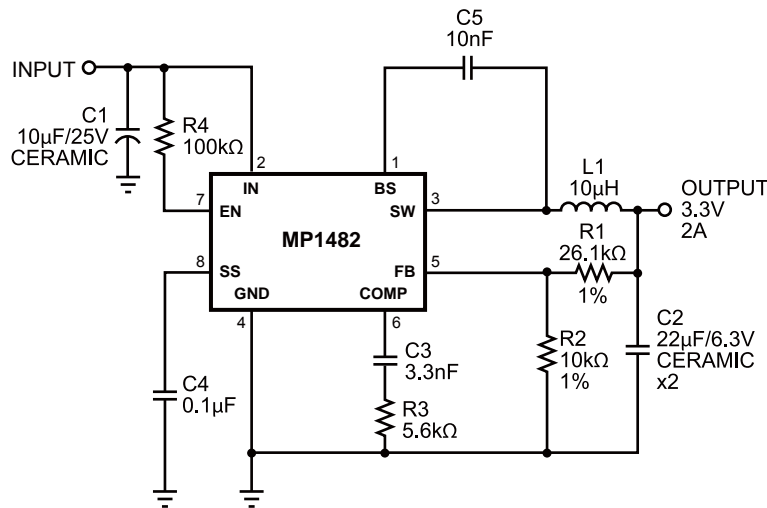 C5
10nF
INPUT
C1
10µF/25V
CERAMIC
R4
100kΩ
2
1
IN
BS
L1
10µH
OUTPUT
3.3V
2A
7
EN
SW
3
MP1482
R1
26.1kΩ
1%
8
SS
FB
5
GND
COMP
4
6
C2
22µF/6.3V
CERAMIC
x2
R2
10kΩ
1%
C3
3.3nF
C4
0.1µF
R3
5.6kΩ